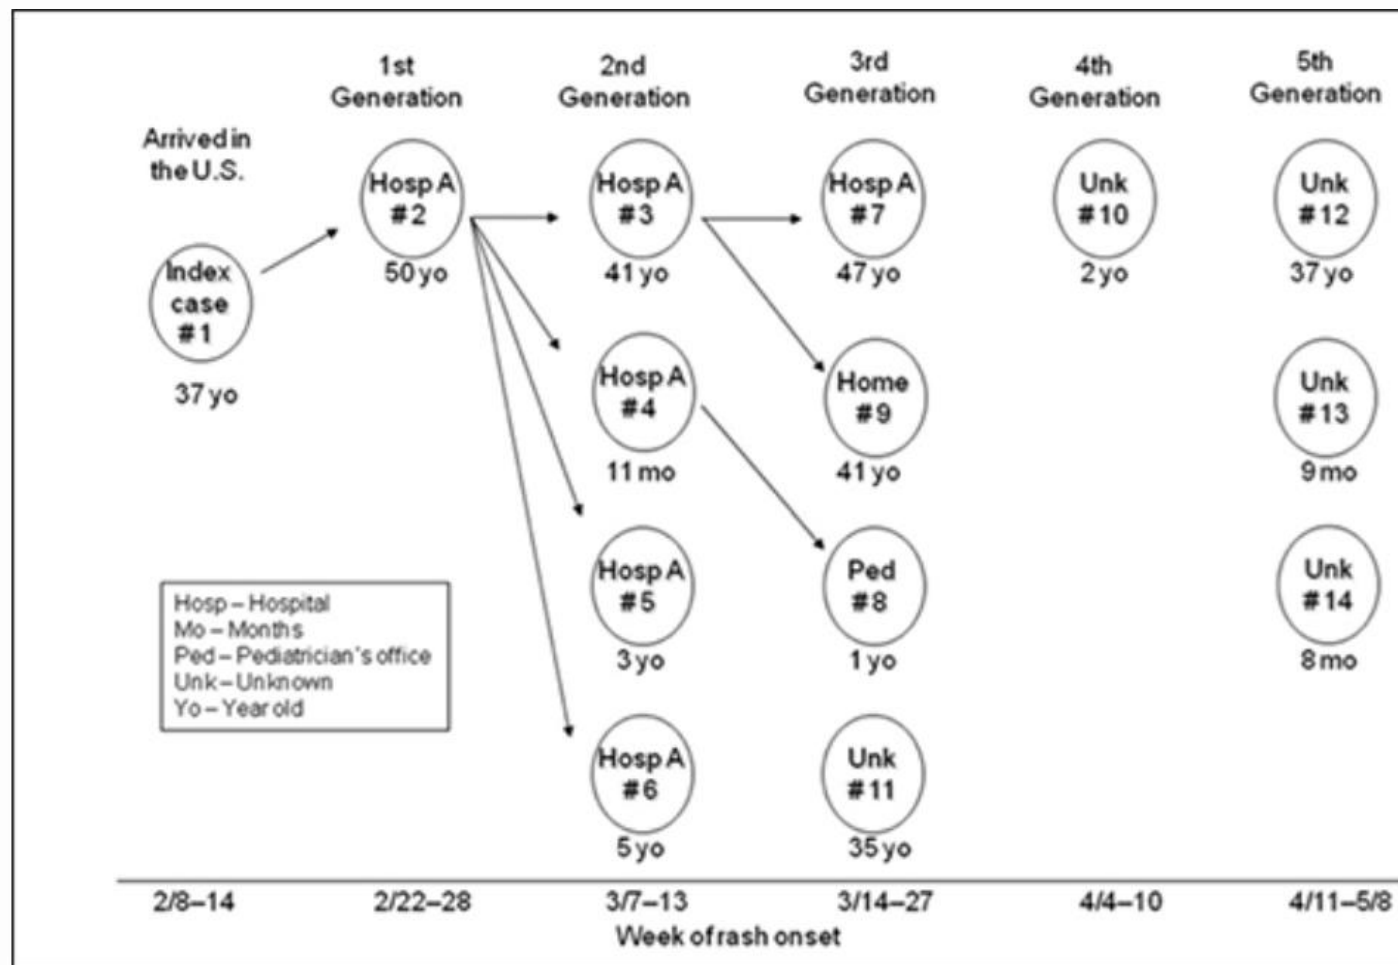 1st
Generation
2nd
Generation
3rd
Generation
4th
Generation
5th
Generation
Arrived in
the U.S.
Index
case
#1
37 yo
Hosp A
#2
50 yo
Hosp A
#3
41 yo
Hosp A
#4
11 mo
Hosp A
#5
3 yo
Hosp A
#6
5 yo
Hosp A
#7
47 yo
Home
#9
41 yo
Ped
#8
1 yo
Unk
#11
35 yo
Unk
#10
2 yo
Unk
#12
37 yo
Unk
#13
9 mo
Unk
#14
8 mo
Hosp – Hospital
Mo – Months
Ped – Pediatrician's office
Unk – Unknown
Yo – Year old
2/8–14
2/22–28
3/7–13
3/14–27
4/4–10
4/11–5/8
Week of rash onset